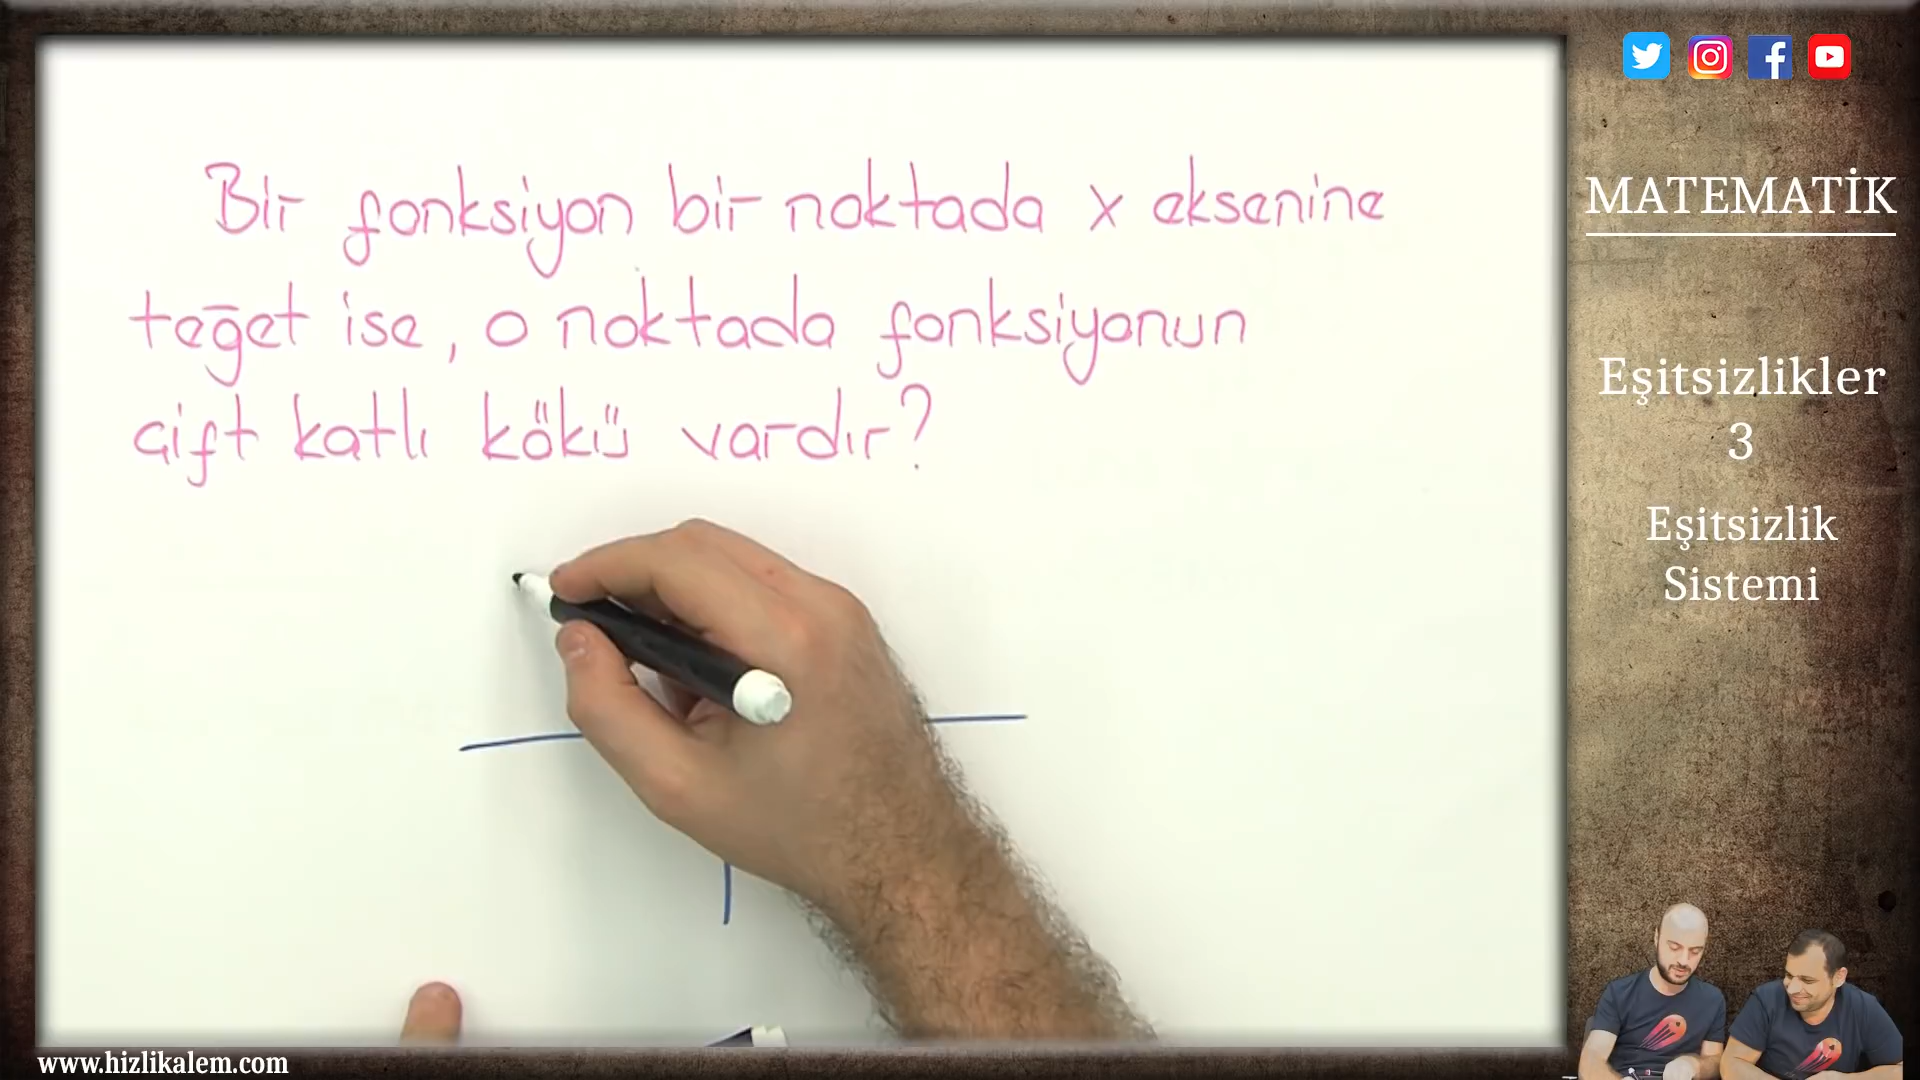 Bir fonksiyon bir noktada x eksenine
teğet ise, o noktada fonksiyonun
çift katlı kökü vardır?
MATEMATİK
Eşitsizlikler
3
Eşitsizlik
Sistemi
www.hizlikalem.com